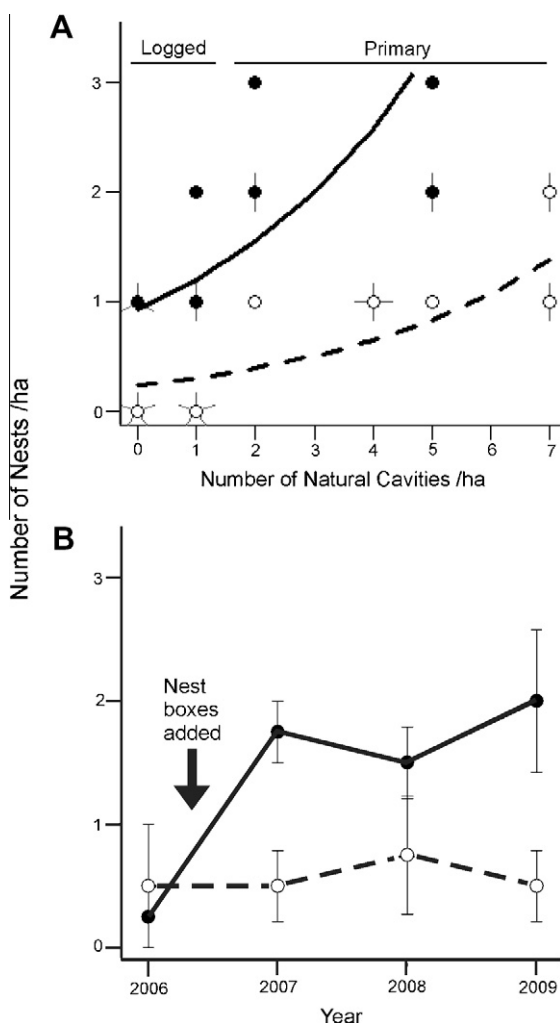 A
Logged Primary
3
2
1
0
0 1 2 3 4 5 6 7
Number of Natural Cavities /ha
Number of Nests /ha
B
3
Nest
boxes
added
2
1
0
2006 2007 2008 2009
Year